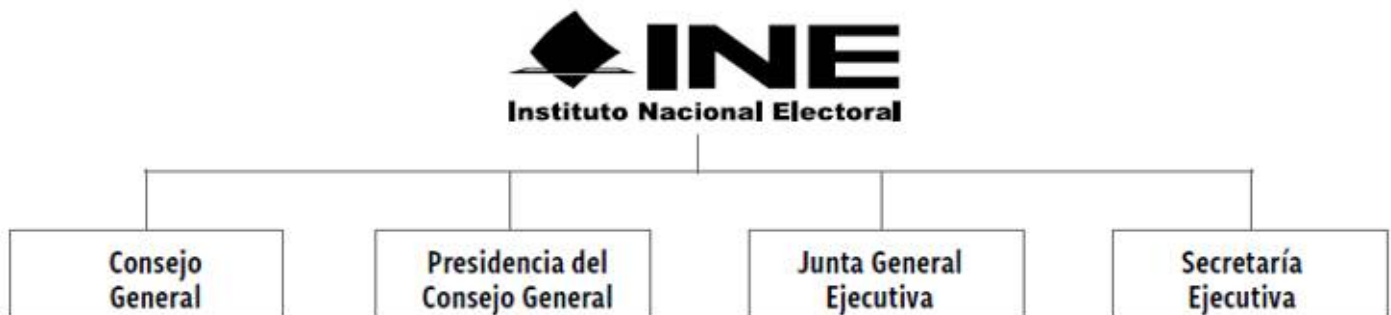 INE
Instituto Nacional Electoral
Consejo
General
Presidencia del
Consejo General
Junta General
Ejecutiva
Secretaría
Ejecutiva